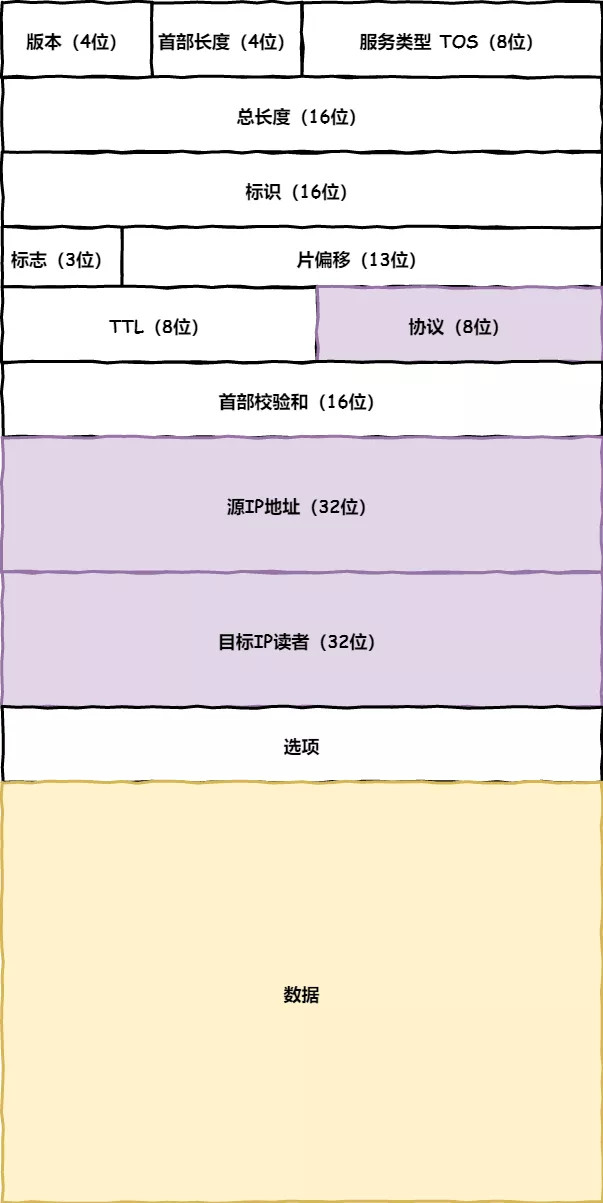 版本（4位） 首部长度（4位） 服务类型 TOS（8位）
总长度（16位）
标识（16位）
标志（3位） 片偏移（13位）
TTL（8位） 协议（8位）
首部校验和（16位）
源IP地址（32位）
目标IP读者（32位）
选项
数据